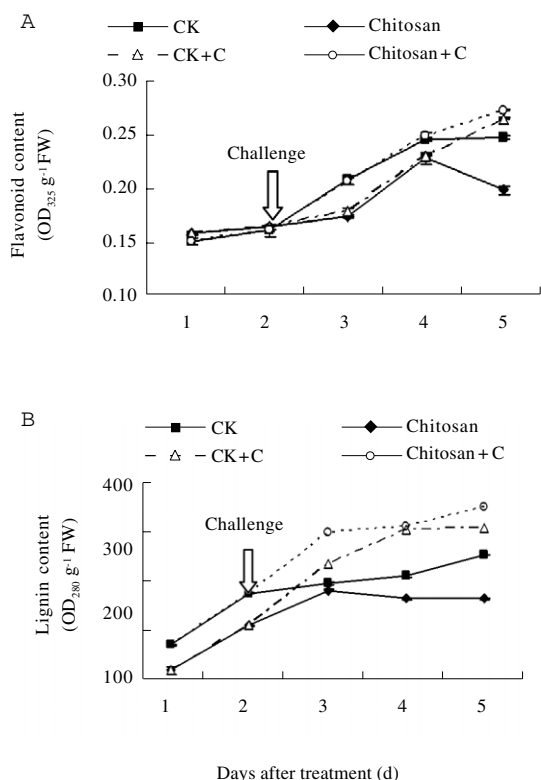 A
CK
Chitosan
CK+C
Chitosan+C
Flavonoid content
(OD325 g-1 FW)
0.30
0.25
0.20
0.15
0.10
Challenge
1 2 3 4 5
B
CK
Chitosan
CK+C
Chitosan+C
Lignin content
(OD280 g-1 FW)
400
300
200
100
Challenge
1 2 3 4 5
Days after treatment (d)